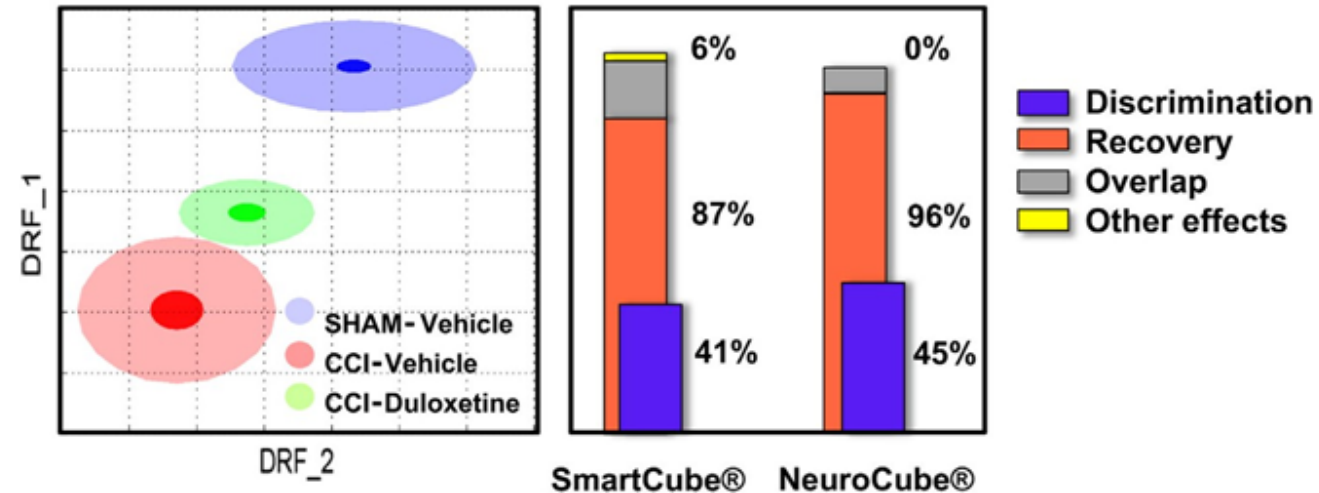 DRF_1
SHAM-Vehicle
CCI-Vehicle
CCI-Duloxetine
DRF_2
6%
87%
41%
SmartCube®
0%
96%
45%
NeuroCube®
Discrimination
Recovery
Overlap
Other effects